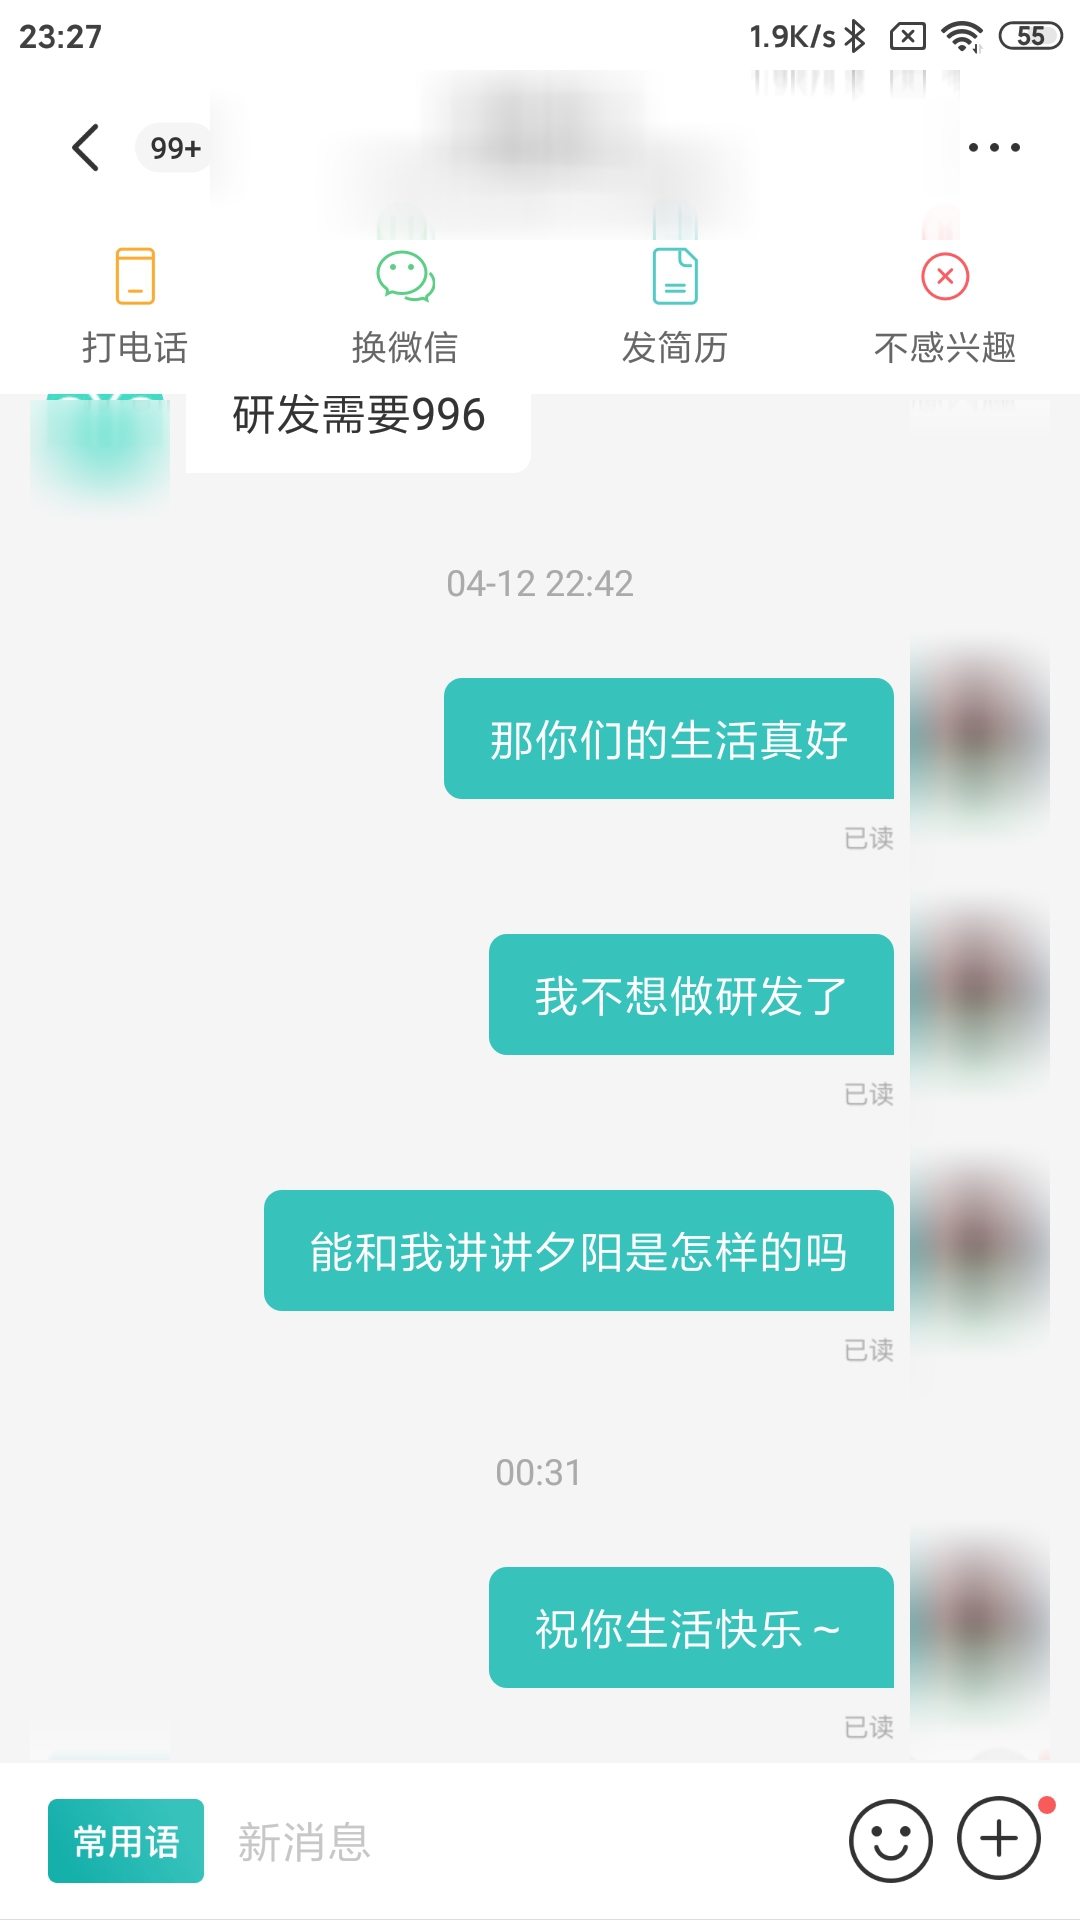 23:27
1.9K/s
55
99+
打电话
换微信
发简历
不感兴趣
研发需要996
04-12 22:42
那你们的生活真好
已读
我不想做研发了
已读
能和我讲讲夕阳是怎样的吗
已读
00:31
祝你生活快乐～
已读
常用语
新消息